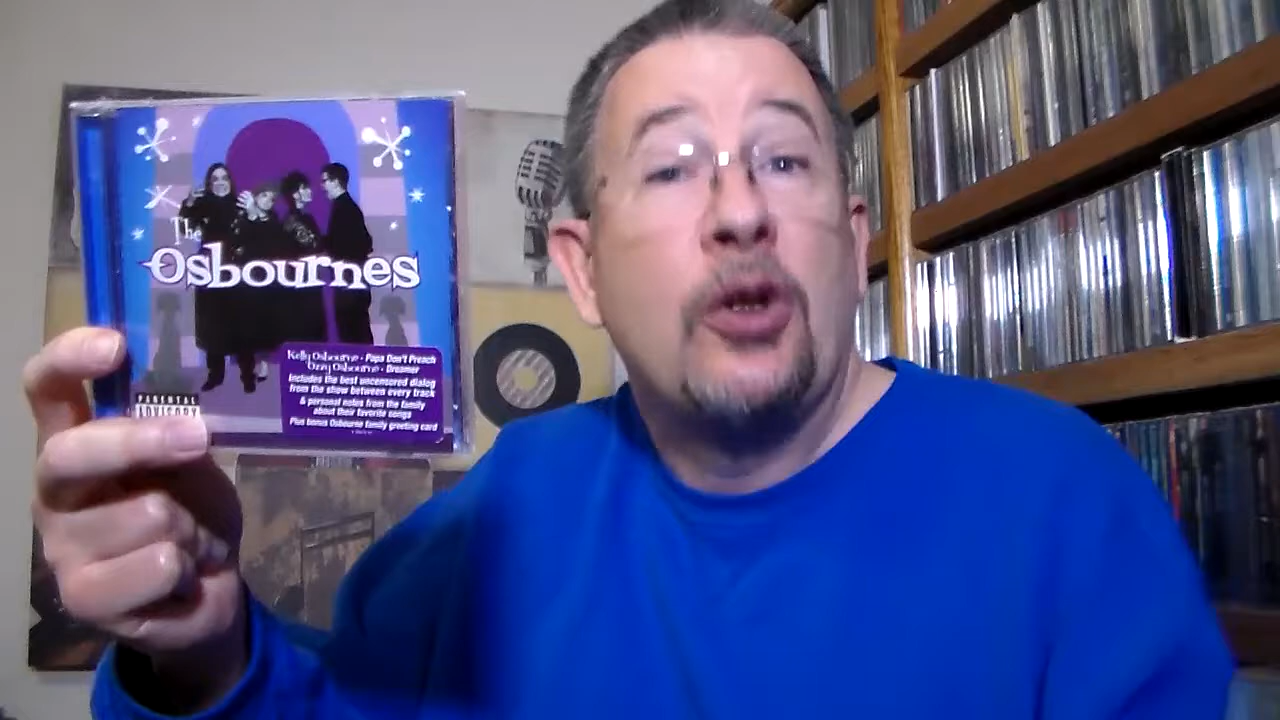 The
Osbournes
Kelly Osbourne - Papa Don't Preach
Ozzy Osbourne - Dreamer
Includes the best uncensored dialog
from the show between every track
& personal notes from the family
about their favorite songs
Plus bonus Osbourne family greeting card
PARENTAL
ADVISORY